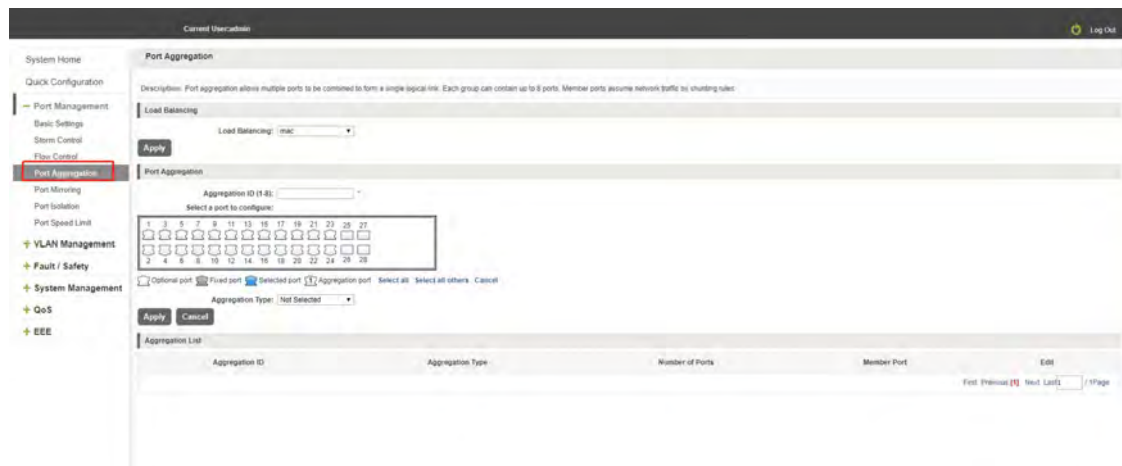 Current User:admin
Log Out
System Home
Quick Configuration
Port Management
Basic Settings
Storm Control
Flow Control
Port Aggregation
Port Mirroring
Port Isolation
Port Speed Limit
VLAN Management
Fault / Safety
System Management
QoS
EEE
Port Aggregation
Description: Port aggregation allows multiple ports to be combined to form a single logical link. Each group can contain up to 8 ports. Member ports assume network traffic by shunting rules
Load Balancing
Load Balancing: mac
Apply
Port Aggregation
Aggregation ID (1-8): *
Select a port to configure:
1 3 5 7 9 11 13 15 17 19 21 23 25 27
2 4 6 8 10 12 14 16 18 20 22 24 26 28
Optional port Fixed port Selected port 1 Aggregation port Select all Select all others Cancel
Aggregation Type: Not Selected
Apply Cancel
Aggregation List
Aggregation ID Aggregation Type Number of Ports Member Port Edit
First Previous [1] Next Last 1 / 1Page